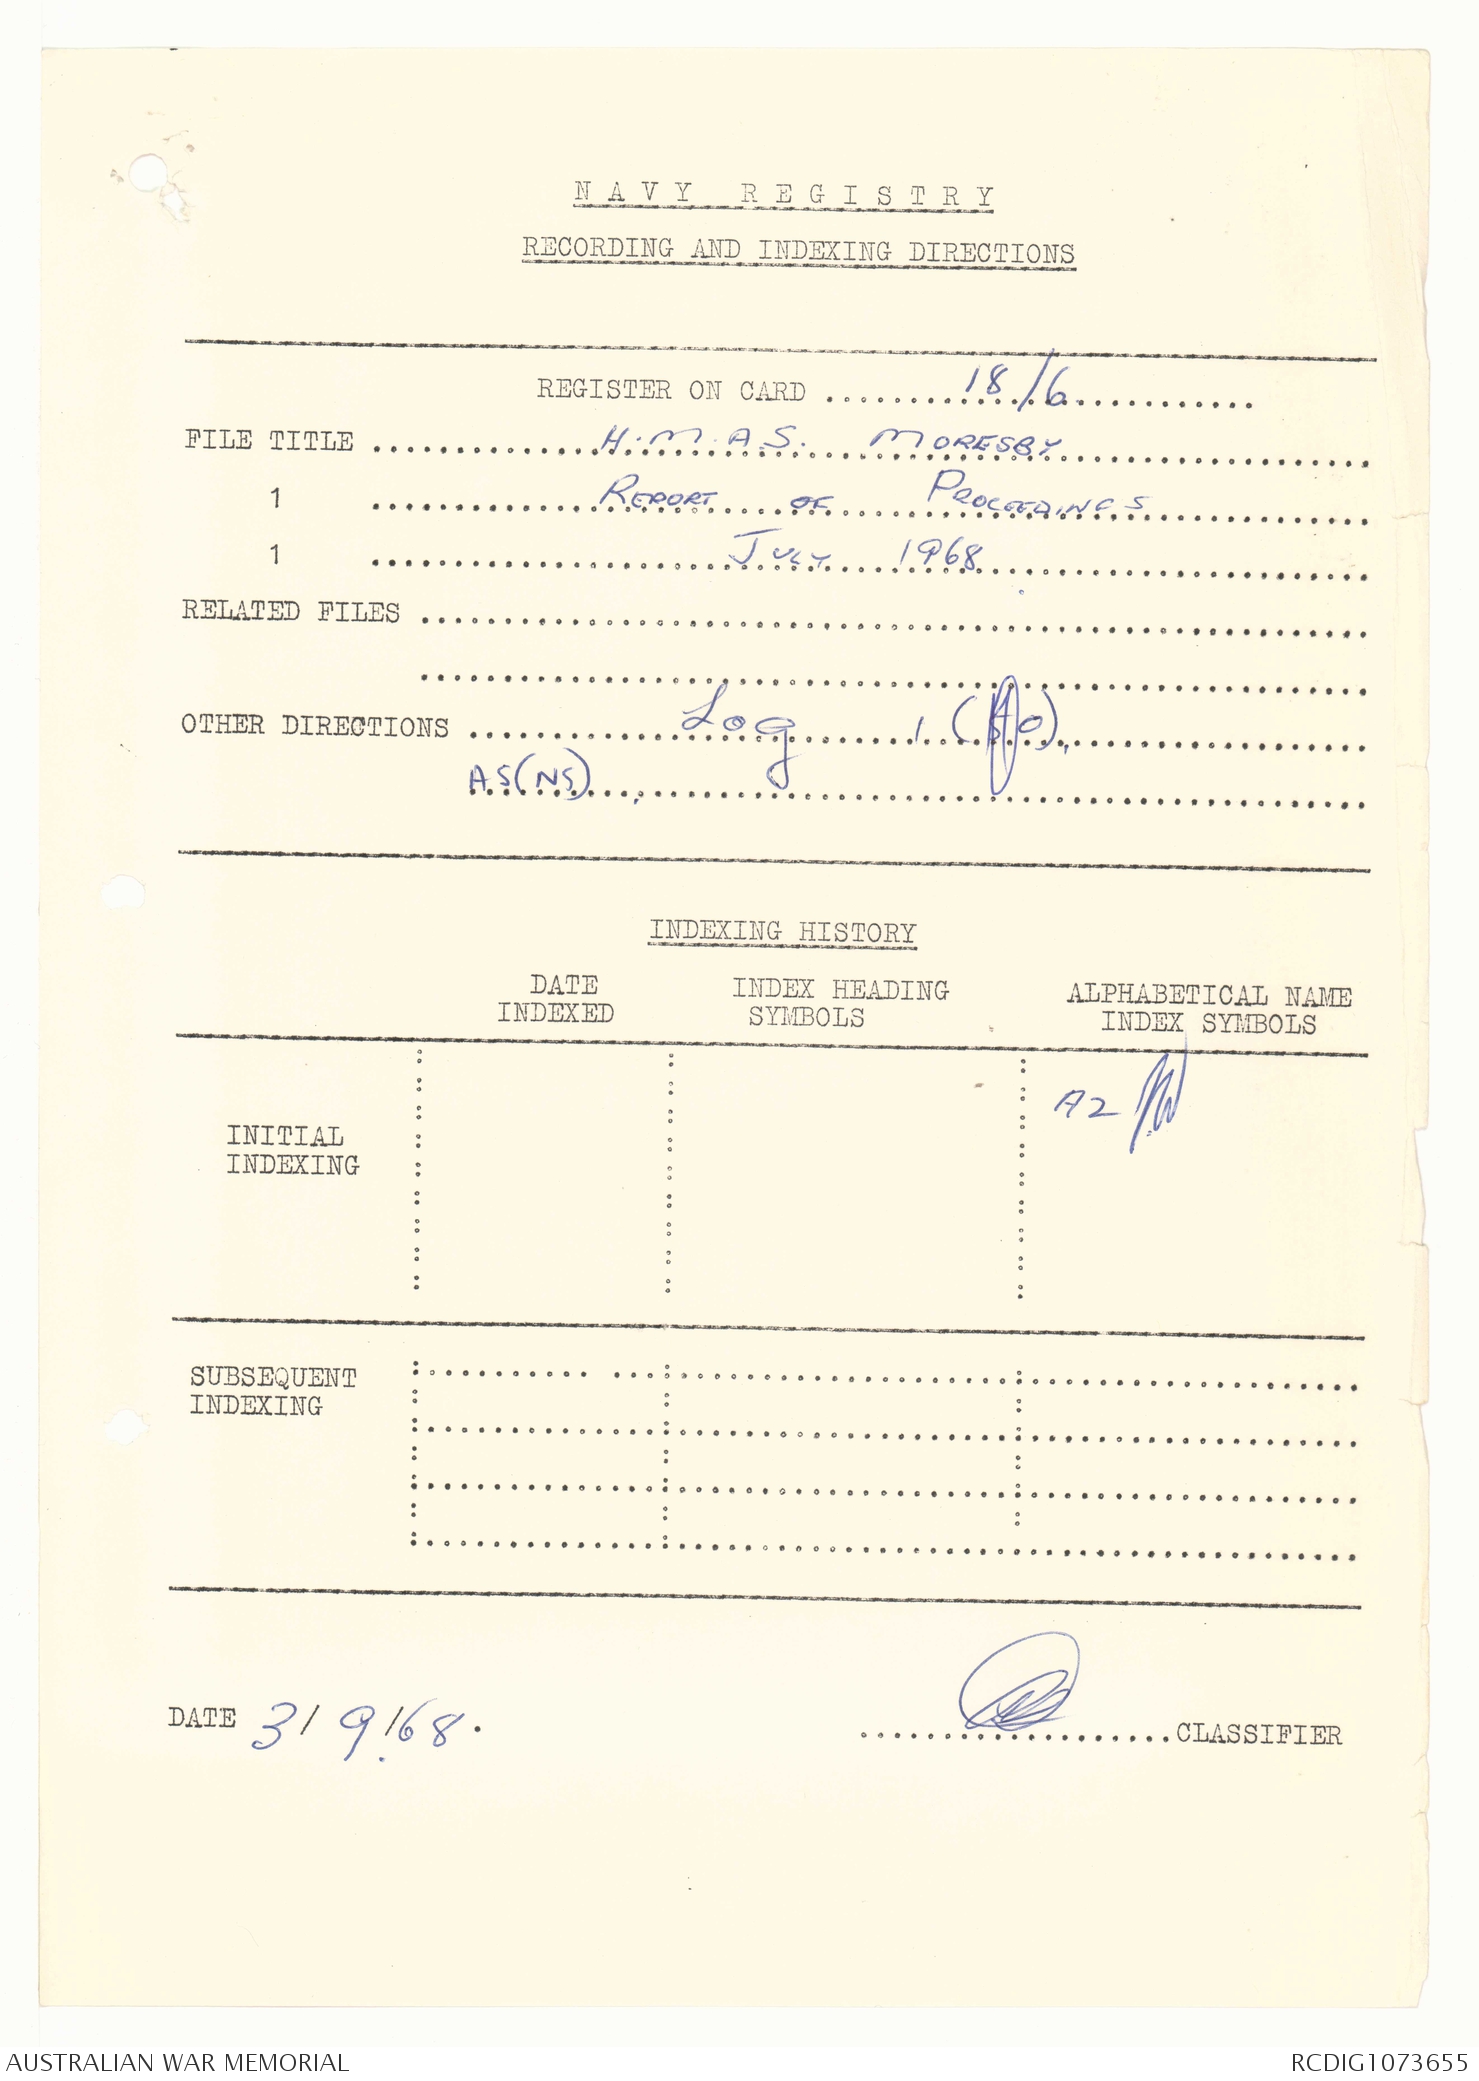 NAVY REGISTRY
RECORDING AND INDEXING DIRECTIONS
REGISTER ON CARD 18/6
FILE TITLE H.M.A.S. MORESBY
1 REPORT OF PROCEEDINGS
1 JULY 1968
RELATED FILES
OTHER DIRECTIONS Log 1
AS(NS)
INDEXING HISTORY
DATE INDEX HEADING ALPHABETICAL NAME
INDEXED SYMBOLS INDEX SYMBOLS
A2
INITIAL
INDEXING
SUBSEQUENT
INDEXING
DATE 3/9/68. CLASSIFIER
AUSTRALIAN WAR MEMORIAL RCDIG1073655